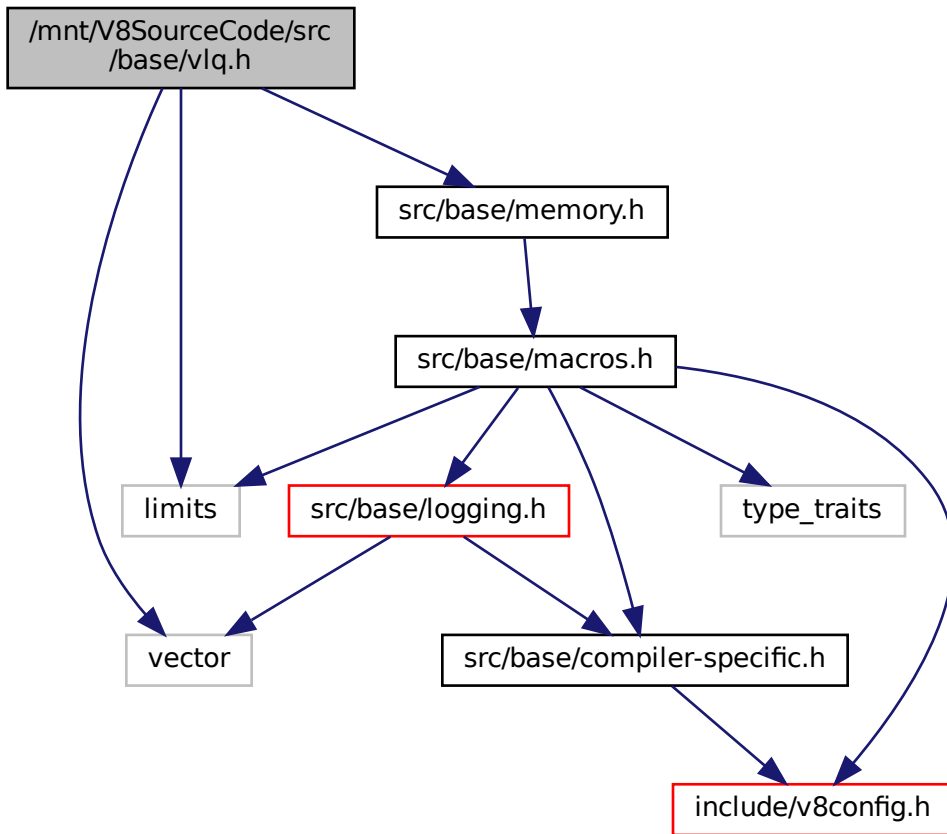 /mnt/V8SourceCode/src
/base/vlq.h
src/base/memory.h
src/base/macros.h
limits
src/base/logging.h
type_traits
vector
src/base/compiler-specific.h
include/v8config.h